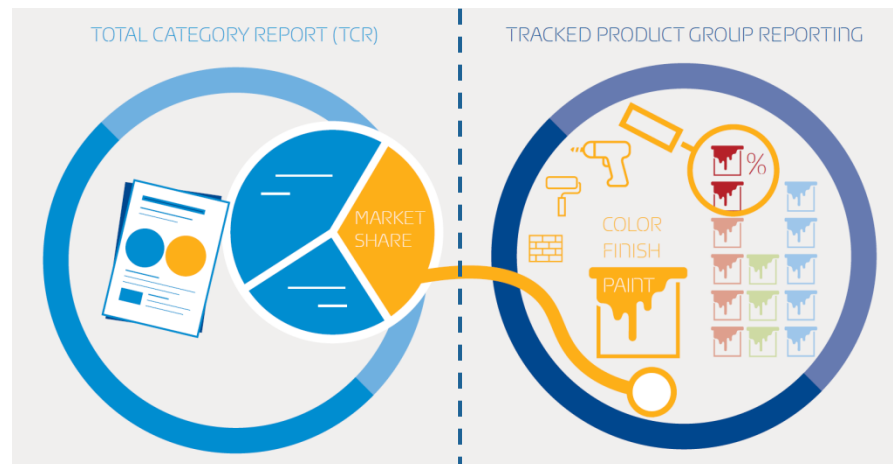 TOTAL CATEGORY REPORT (TCR)
TRACKED PRODUCT GROUP REPORTING
MARKET
SHARE
%
COLOR
FINISH
PAINT